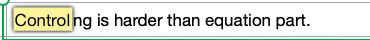 Controlng is harder than equation part.